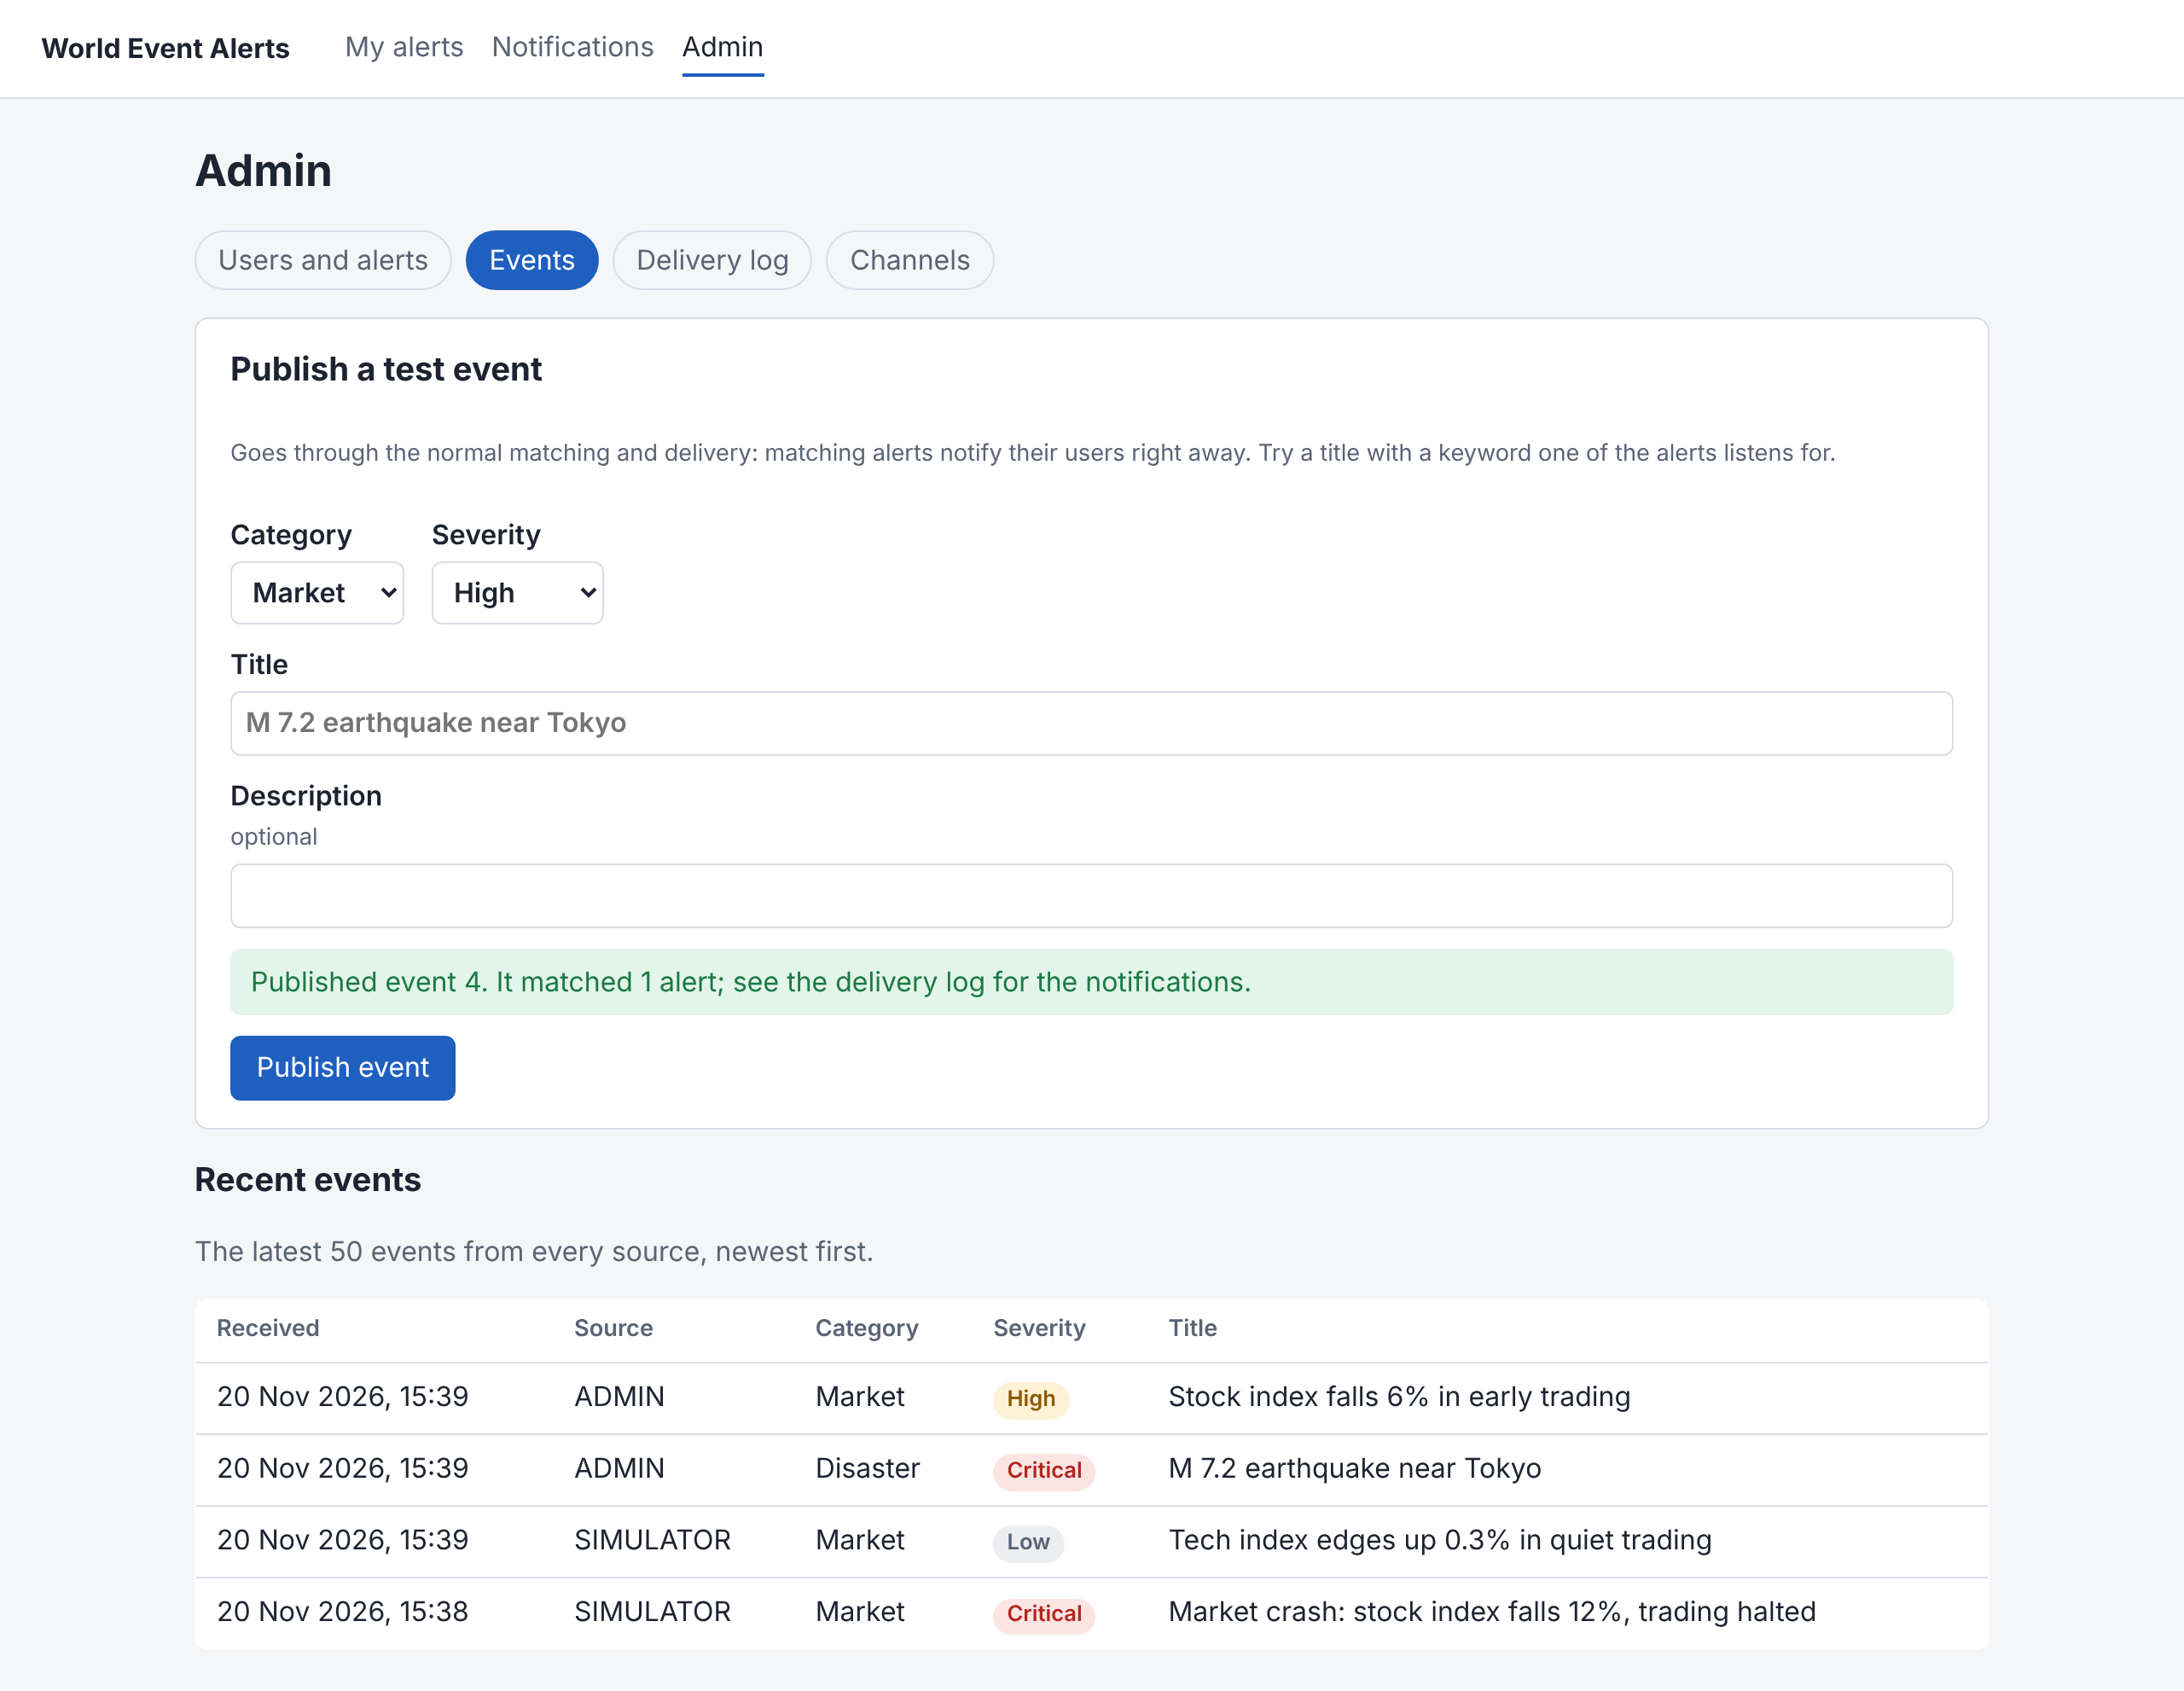 World Event Alerts My alerts Notifications Admin
Admin
Users and alerts Events Delivery log Channels
Publish a test event
Goes through the normal matching and delivery: matching alerts notify their users right away. Try a title with a keyword one of the alerts listens for.
Category Severity
Market High
Title
M 7.2 earthquake near Tokyo
Description
optional
Published event 4. It matched 1 alert; see the delivery log for the notifications.
Publish event
Recent events
The latest 50 events from every source, newest first.
Received Source Category Severity Title
20 Nov 2026, 15:39 ADMIN Market High Stock index falls 6% in early trading
20 Nov 2026, 15:39 ADMIN Disaster Critical M 7.2 earthquake near Tokyo
20 Nov 2026, 15:39 SIMULATOR Market Low Tech index edges up 0.3% in quiet trading
20 Nov 2026, 15:38 SIMULATOR Market Critical Market crash: stock index falls 12%, trading halted